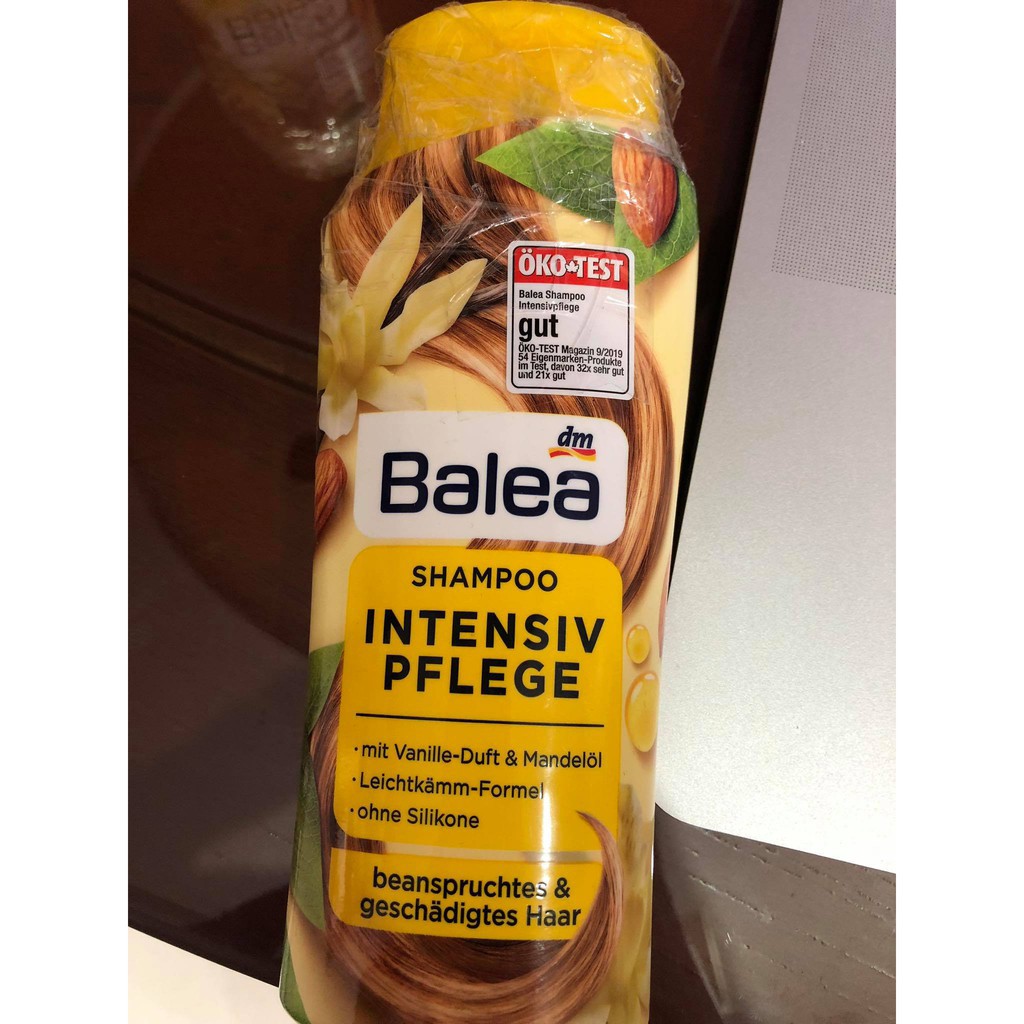 ÖKO TEST
Balea Shampoo
Intensivpflege
gut
ÖKO-TEST Magazin 9/2019
54 Eigenmarken-Produkte
im Test, davon 32x sehr gut
und 21x gut
dm
Balea
SHAMPOO
INTENSIV
PFLEGE
· mit Vanille-Duft & Mandelöl
· Leichtkämm-Formel
· ohne Silikone
beanspruchtes &
geschädigtes Haar